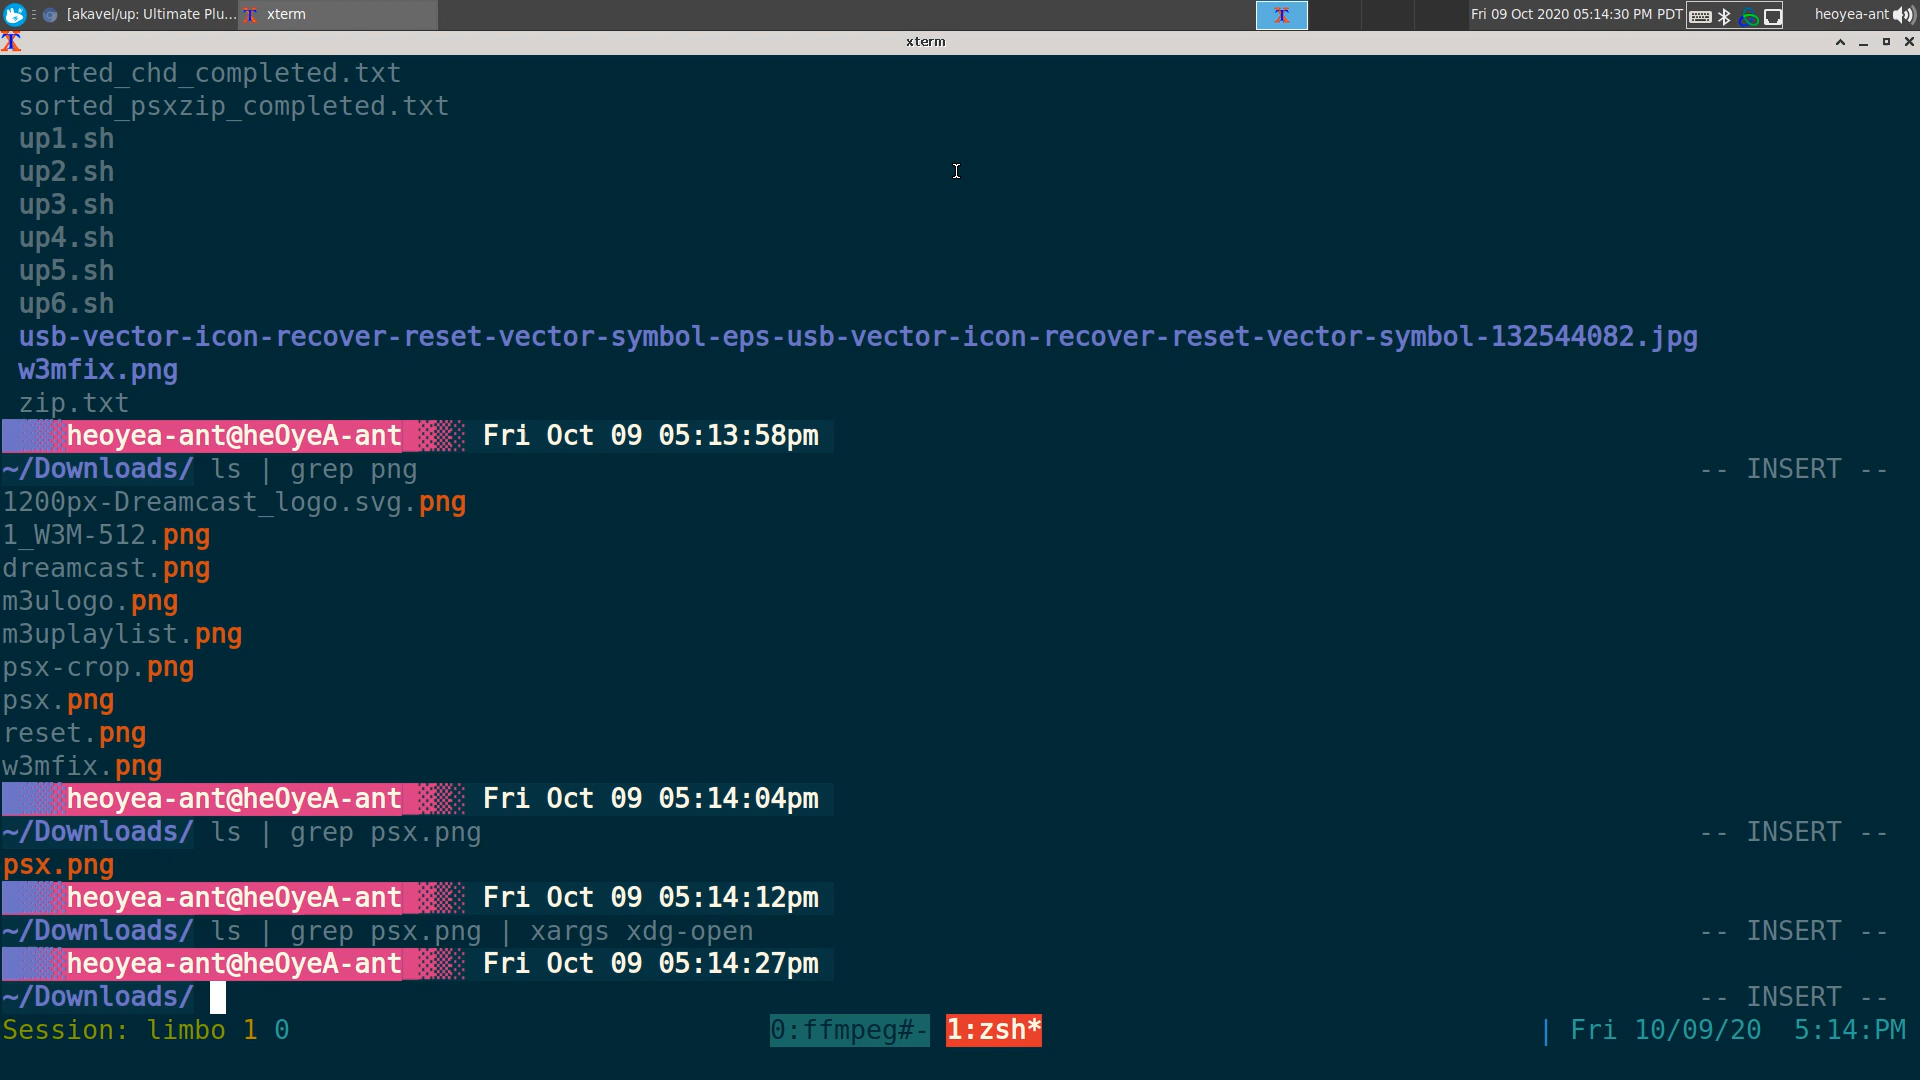 [akavel/up: Ultimate Plu... xterm Fri 09 Oct 2020 05:14:30 PM PDT heoyea-ant
xterm
sorted_chd_completed.txt
sorted_psxzip_completed.txt
up1.sh
up2.sh
up3.sh
up4.sh
up5.sh
up6.sh
usb-vector-icon-recover-reset-vector-symbol-eps-usb-vector-icon-recover-reset-vector-symbol-132544082.jpg
w3mfix.png
zip.txt
heoyea-ant@heOyeA-ant Fri Oct 09 05:13:58pm
~/Downloads/ ls | grep png -- INSERT --
1200px-Dreamcast_logo.svg.png
1_W3M-512.png
dreamcast.png
m3ulogo.png
m3uplaylist.png
psx-crop.png
psx.png
reset.png
w3mfix.png
heoyea-ant@heOyeA-ant Fri Oct 09 05:14:04pm
~/Downloads/ ls | grep psx.png -- INSERT --
psx.png
heoyea-ant@heOyeA-ant Fri Oct 09 05:14:12pm
~/Downloads/ ls | grep psx.png | xargs xdg-open -- INSERT --
heoyea-ant@heOyeA-ant Fri Oct 09 05:14:27pm
~/Downloads/ -- INSERT --
Session: limbo 1 0 0:ffmpeg#- 1:zsh* | Fri 10/09/20 5:14:PM